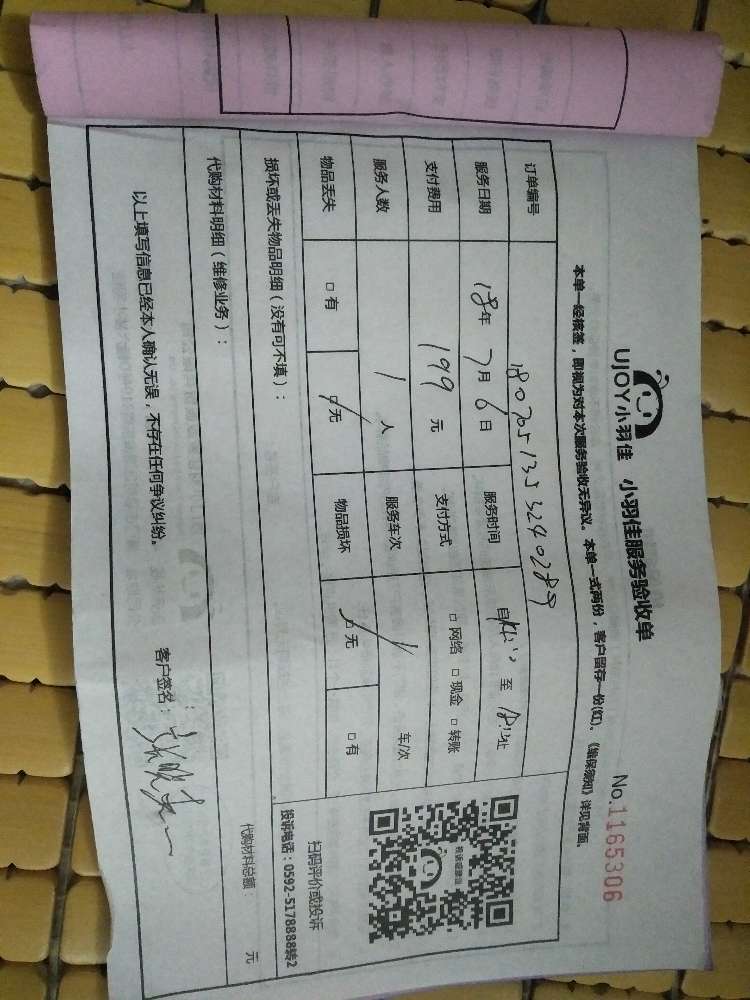 UJOY小羽佳 小羽佳服务验收单
No.1165306
本单一经核签，即视为对本次服务验收无异议。本单一式两份，客户留存一份(红)。《维保须知》详见背面。
订单编号 1807051353240289
服务日期 18年7月6日 服务时间 自 至
支付费用 199元 支付方式 □网络 □现金 □转账
服务人数 1人 服务车次 1 车/次
物品丢失 □有 □无 物品损坏 □无 □有
损坏或丢失物品明细（没有可不填）：
扫码评价或投诉
投诉电话：0592-5178888转2
代购材料明细（维修业务）：
代购材料总额： 元
以上填写信息已经本人确认无误，不存在任何争议纠纷。
客户签名：